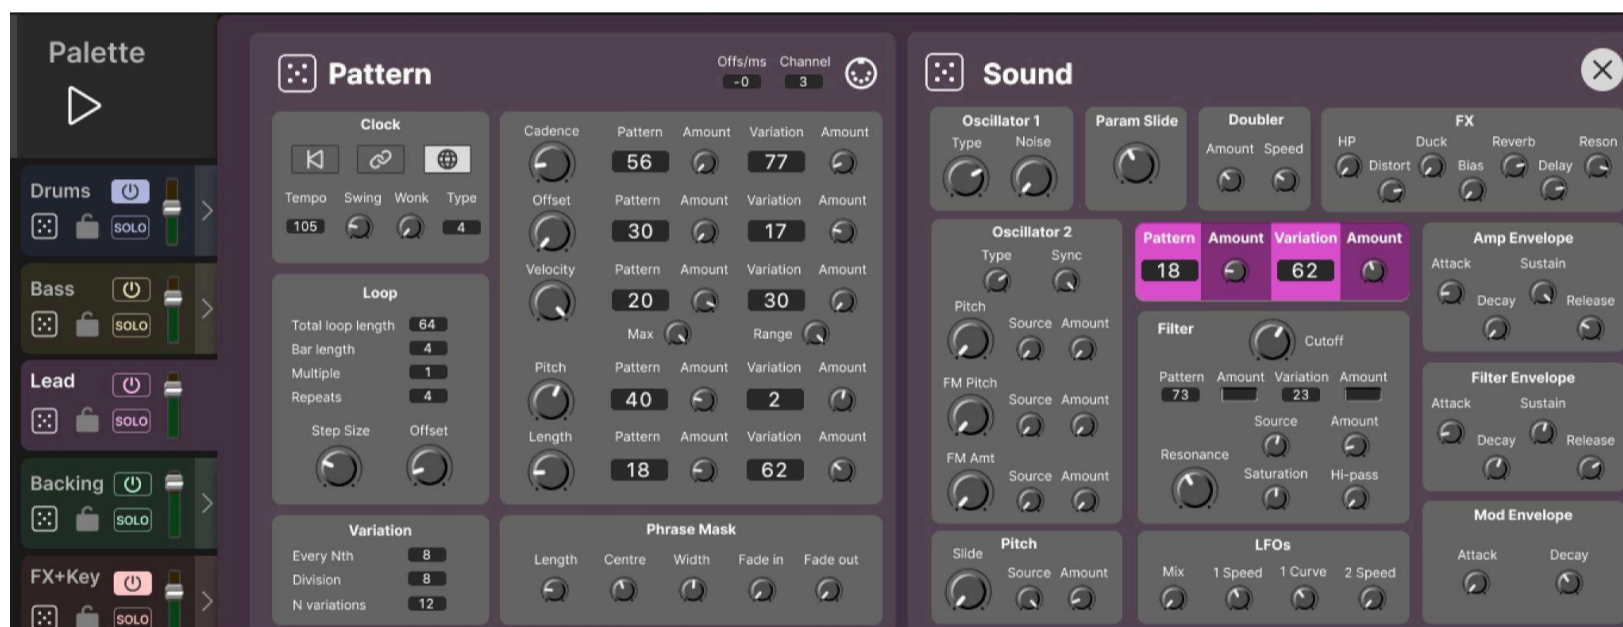 Palette
Drums
SOLO
Bass
SOLO
Lead
SOLO
Backing
SOLO
FX+Key
SOLO
Pattern
Offs/ms Channel
-0 3
Clock
Tempo Swing Wonk Type
105 4
Loop
Total loop length 64
Bar length 4
Multiple 1
Repeats 4
Step Size Offset
Variation
Every Nth 8
Division 8
N variations 12
Cadence Pattern Amount Variation Amount
56 77
Offset Pattern Amount Variation Amount
30 17
Velocity Pattern Amount Variation Amount
20 30
Max Range
Pitch Pattern Amount Variation Amount
40 2
Length Pattern Amount Variation Amount
18 62
Phrase Mask
Length Centre Width Fade in Fade out
Sound
Oscillator 1
Type Noise
Param Slide
Doubler
Amount Speed
FX
HP Duck Reverb Reson
Distort Bias Delay
Oscillator 2
Type Sync
Pitch
Source Amount
FM Pitch
Source Amount
FM Amt
Source Amount
Pitch
Slide
Source Amount
Pattern Amount Variation Amount
18 62
Filter
Cutoff
Pattern Amount Variation Amount
73 23
Source Amount
Resonance
Saturation Hi-pass
LFOs
Mix 1 Speed 1 Curve 2 Speed
Amp Envelope
Attack Sustain
Decay Release
Filter Envelope
Attack Sustain
Decay Release
Mod Envelope
Attack Decay